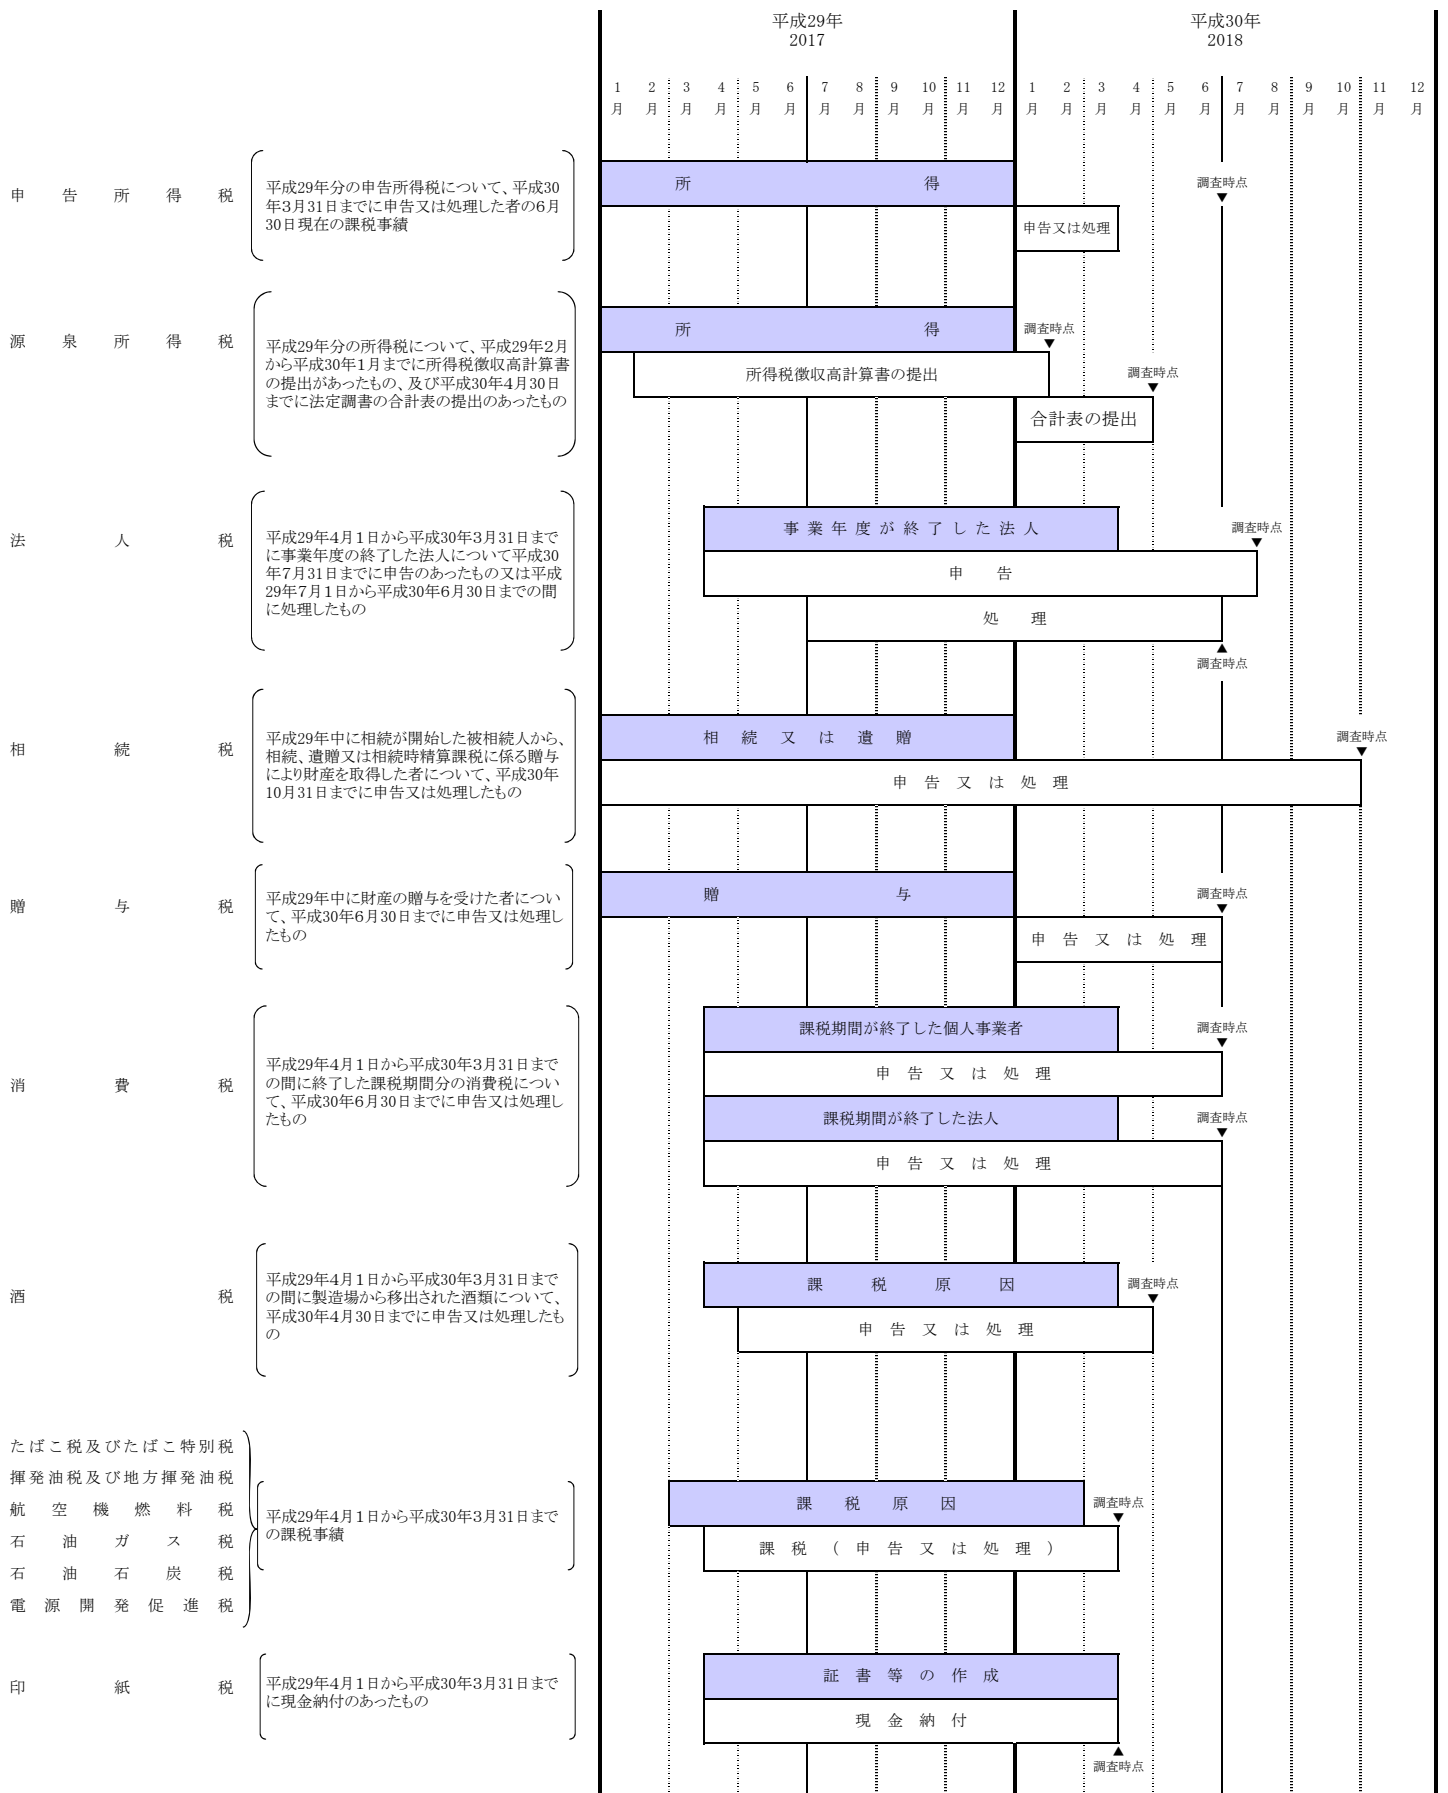 平成29年
2017
平成30年
2018
1 2 3 4 5 6 7 8 9 10 11 12 1 2 3 4 5 6 7 8 9 10 11 12
月 月 月 月 月 月 月 月 月 月 月 月 月 月 月 月 月 月 月 月 月 月 月 月
申告所得税
平成29年分の申告所得税について、平成30
年3月31日までに申告又は処理した者の6月
30日現在の課税事績
所得
調査時点
▼
申告又は処理
源泉所得税
平成29年分の所得税について、平成29年2月
から平成30年1月までに所得税徴収高計算書
の提出があったもの、及び平成30年4月30日
までに法定調書の合計表の提出のあったもの
所得
調査時点
▼
所得税徴収高計算書の提出
調査時点
▼
合計表の提出
法人税
平成29年4月1日から平成30年3月31日まで
に事業年度の終了した法人について平成30
年7月31日までに申告のあったもの又は平成
29年7月1日から平成30年6月30日までの間
に処理したもの
事業年度が終了した法人
調査時点
▼
申告
処理
▲
調査時点
相続税
平成29年中に相続が開始した被相続人から、
相続、遺贈又は相続時精算課税に係る贈与
により財産を取得した者について、平成30年
10月31日までに申告又は処理したもの
相続又は遺贈
調査時点
▼
申告又は処理
贈与税
平成29年中に財産の贈与を受けた者につい
て、平成30年6月30日までに申告又は処理し
たもの
贈与
調査時点
▼
申告又は処理
消費税
平成29年4月1日から平成30年3月31日まで
の間に終了した課税期間分の消費税につい
て、平成30年6月30日までに申告又は処理し
たもの
課税期間が終了した個人事業者
調査時点
▼
申告又は処理
課税期間が終了した法人
調査時点
▼
申告又は処理
酒税
平成29年4月1日から平成30年3月31日まで
の間に製造場から移出された酒類について、
平成30年4月30日までに申告又は処理したも
の
課税原因
調査時点
▼
申告又は処理
たばこ税及びたばこ特別税
揮発油税及び地方揮発油税
航空機燃料税
石油ガス税
石油石炭税
電源開発促進税
平成29年4月1日から平成30年3月31日まで
の課税事績
課税原因
調査時点
▼
課税（申告又は処理）
印紙税
平成29年4月1日から平成30年3月31日まで
に現金納付のあったもの
証書等の作成
現金納付
▲
調査時点